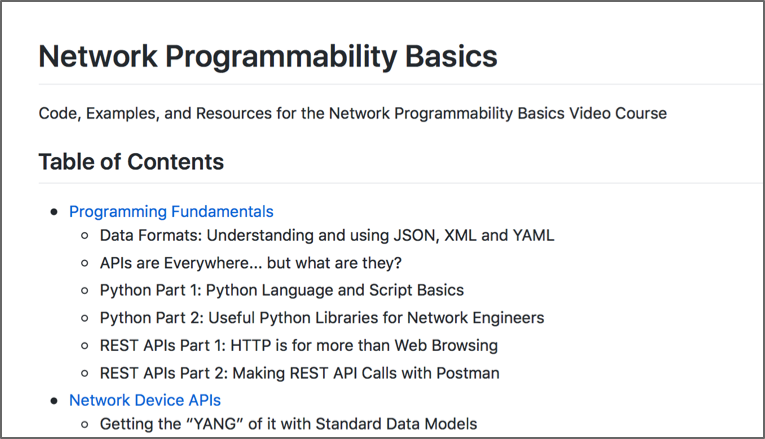 Network Programmability Basics
Code, Examples, and Resources for the Network Programmability Basics Video Course
Table of Contents
Programming Fundamentals
Data Formats: Understanding and using JSON, XML and YAML
APIs are Everywhere... but what are they?
Python Part 1: Python Language and Script Basics
Python Part 2: Useful Python Libraries for Network Engineers
REST APIs Part 1: HTTP is for more than Web Browsing
REST APIs Part 2: Making REST API Calls with Postman
Network Device APIs
Getting the “YANG” of it with Standard Data Models